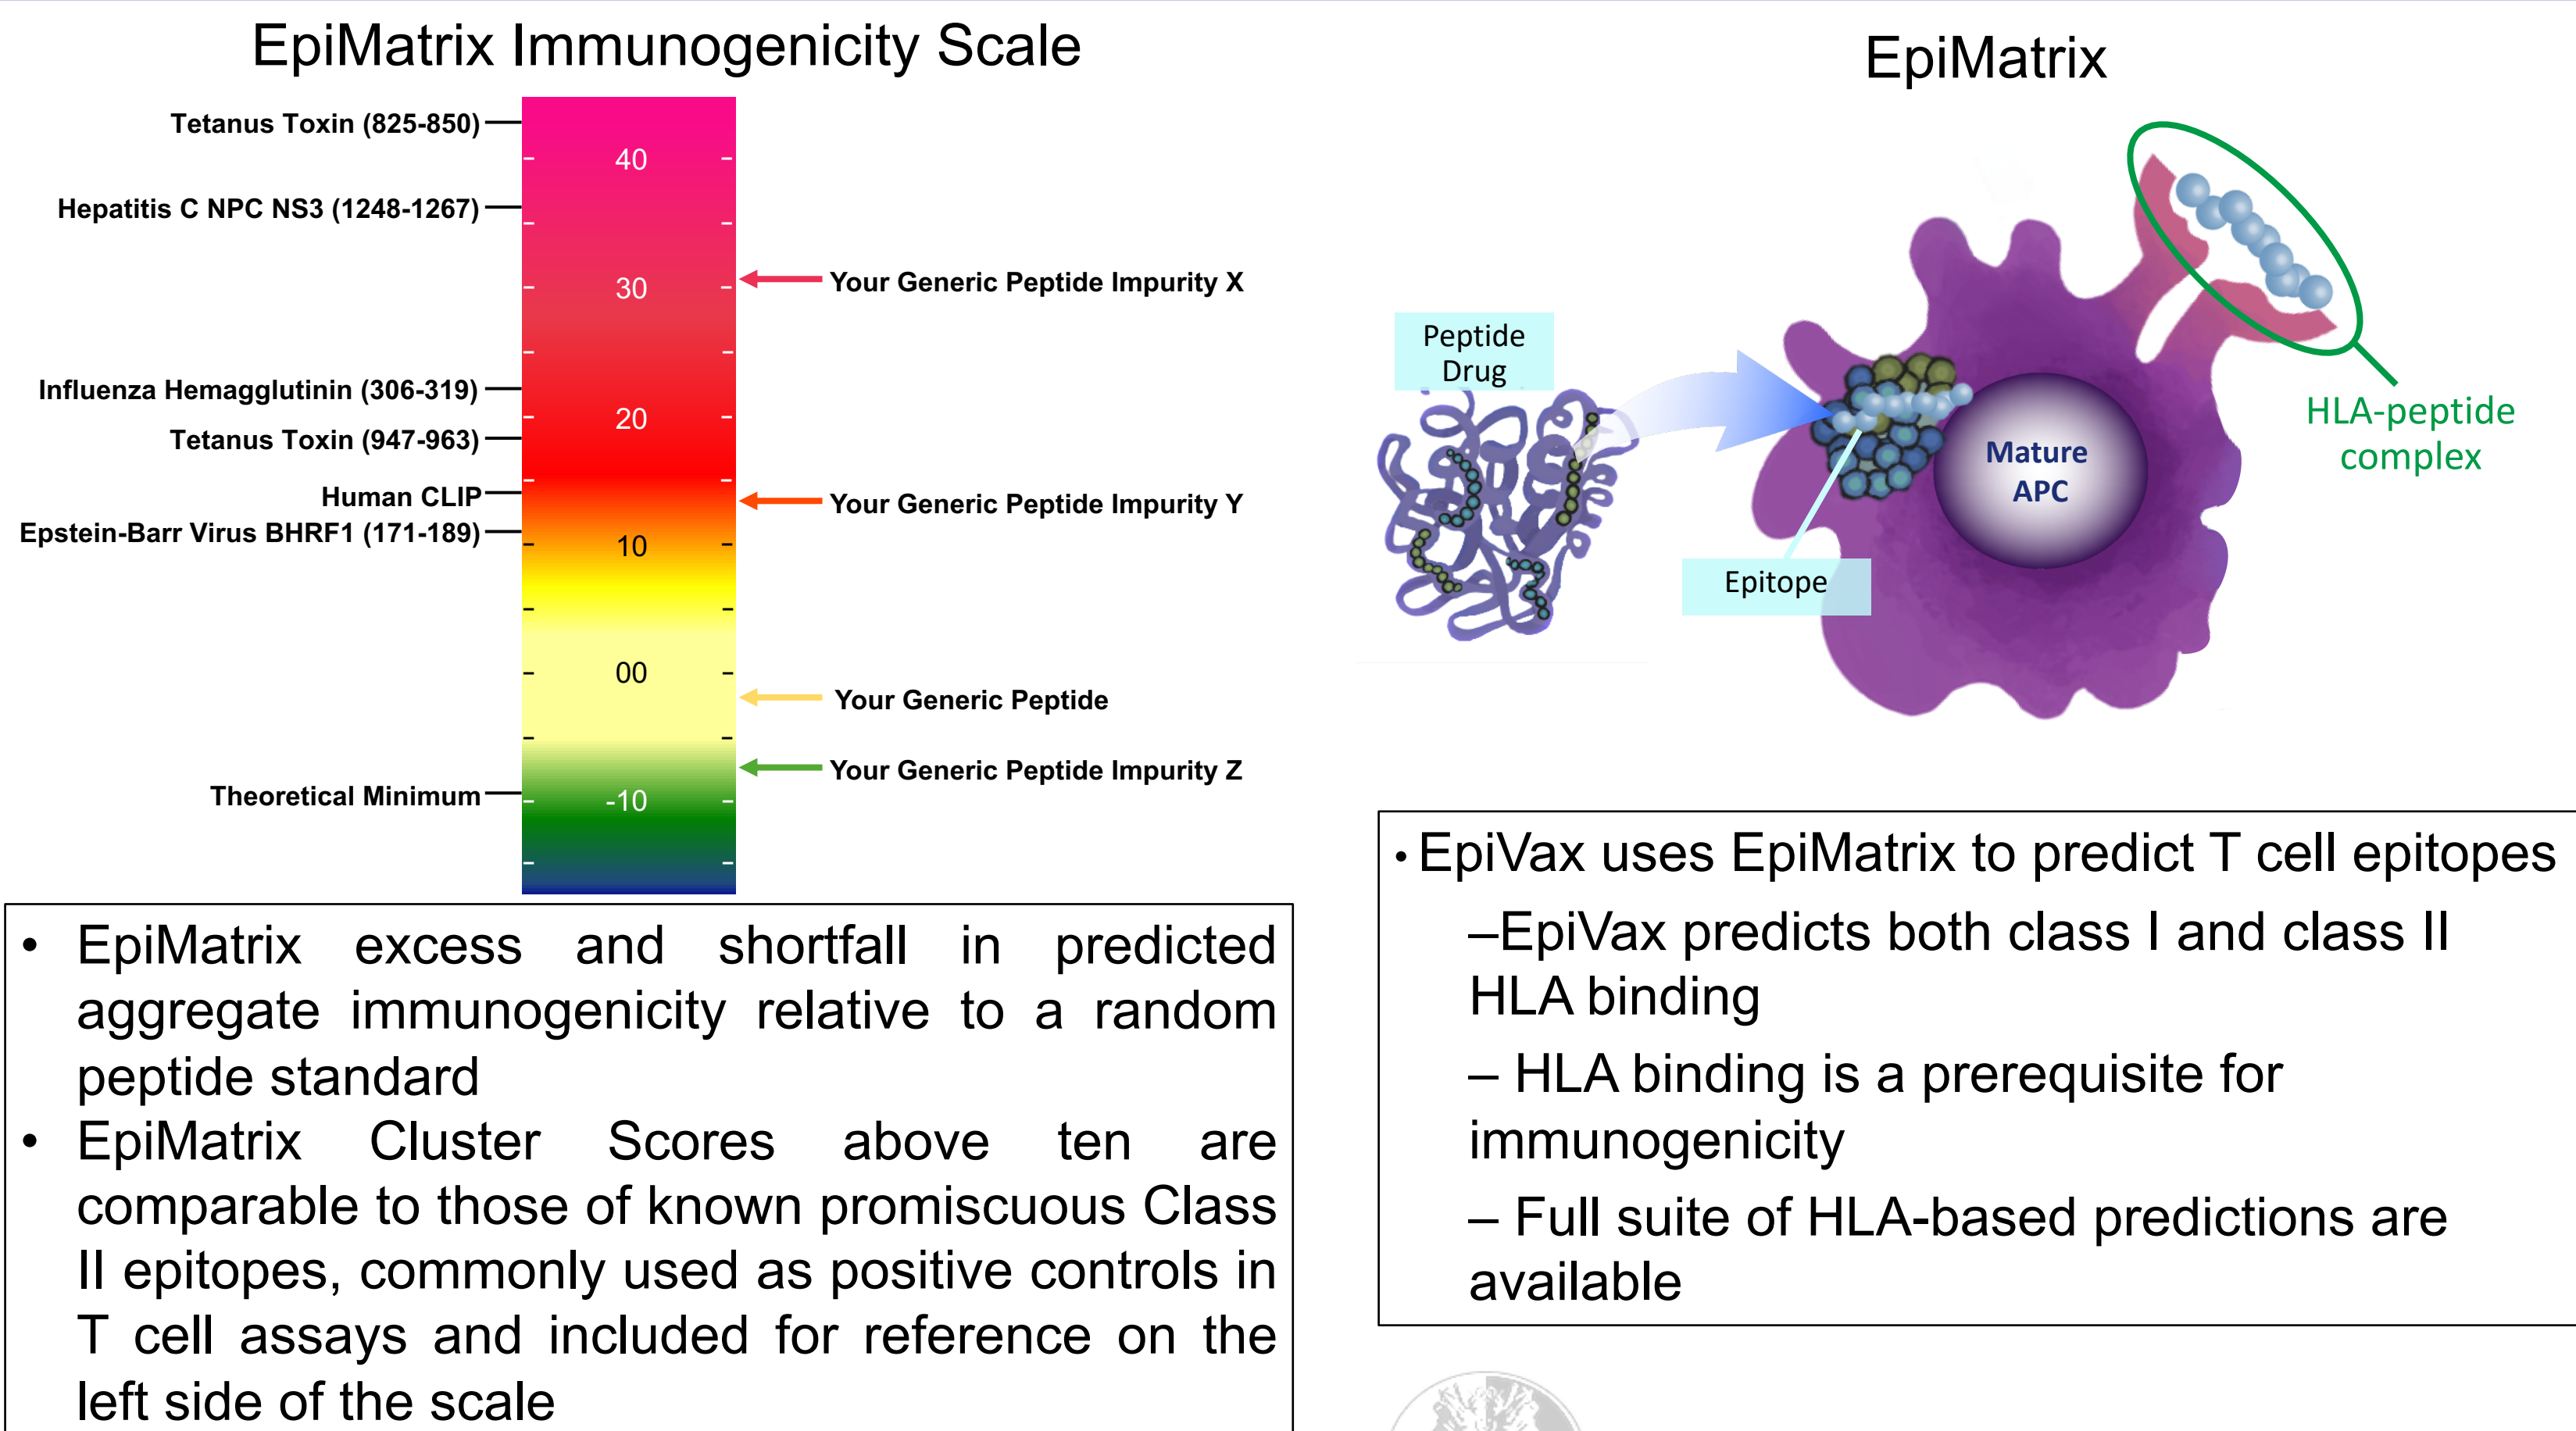 EpiMatrix Immunogenicity Scale
Tetanus Toxin (825-850)
40
Hepatitis C NPC NS3 (1248-1267)
30
Your Generic Peptide Impurity X
Influenza Hemagglutinin (306-319)
20
Tetanus Toxin (947-963)
Human CLIP
Your Generic Peptide Impurity Y
Epstein-Barr Virus BHRF1 (171-189)
10
00
Your Generic Peptide
Your Generic Peptide Impurity Z
Theoretical Minimum
-10
• EpiMatrix excess and shortfall in predicted
aggregate immunogenicity relative to a random
peptide standard
• EpiMatrix Cluster Scores above ten are
comparable to those of known promiscuous Class
II epitopes, commonly used as positive controls in
T cell assays and included for reference on the
left side of the scale
EpiMatrix
Peptide
Drug
HLA-peptide
complex
Mature
APC
Epitope
• EpiVax uses EpiMatrix to predict T cell epitopes
–EpiVax predicts both class I and class II
HLA binding
– HLA binding is a prerequisite for
immunogenicity
– Full suite of HLA-based predictions are
available